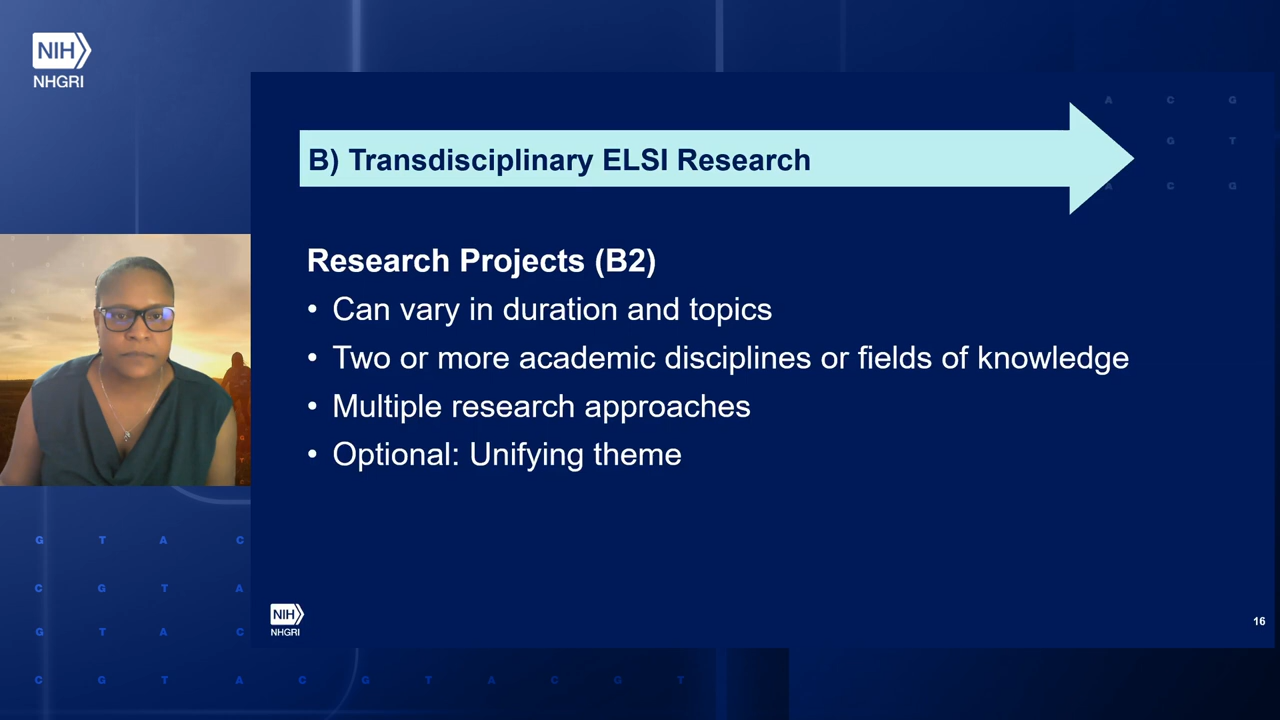 NIH
NHGRI
A C G
G T
A C G
B) Transdisciplinary ELSI Research
Research Projects (B2)
• Can vary in duration and topics
• Two or more academic disciplines or fields of knowledge
• Multiple research approaches
• Optional: Unifying theme
G T A C
C G T A
G T A C
C G T A C G T A C G T
NIH
NHGRI
16